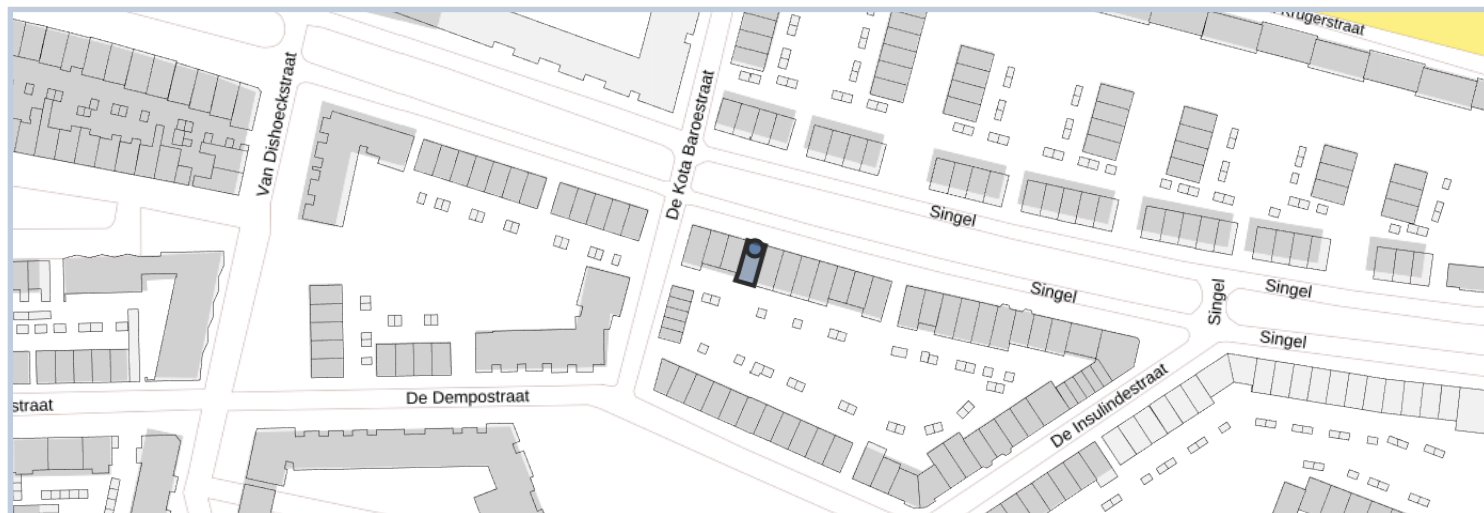 Krugerstraat
Van Dishoeckstraat
De Kota Baroestraat
Singel
Singel
Singel
Singel
Singel
De Dempostraat
straat
De Insulindestraat